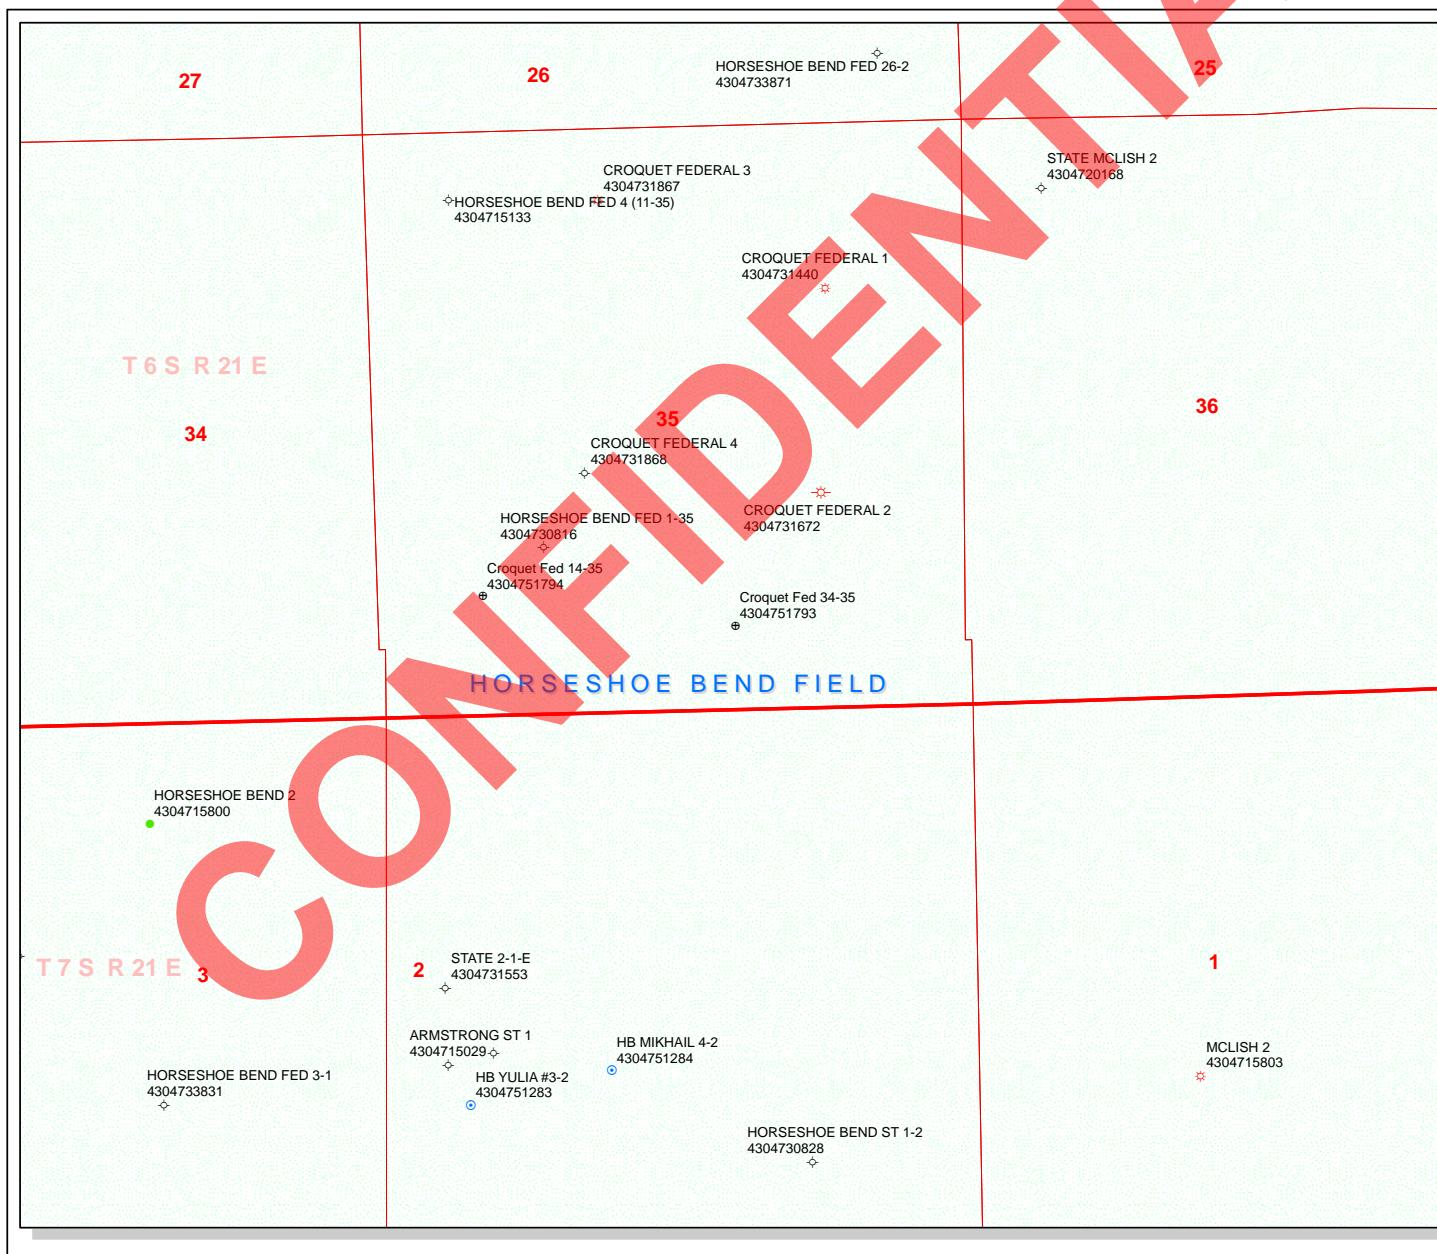 27
26
25
HORSESHOE BEND FED 26-2
4304733871
STATE MCLISH 2
4304720168
CROQUET FEDERAL 3
4304731867
HORSESHOE BEND FED 4 (11-35)
4304715133
CROQUET FEDERAL 1
4304731440
T 6 S R 21 E
34
35
36
CROQUET FEDERAL 4
4304731868
CROQUET FEDERAL 2
4304731672
HORSESHOE BEND FED 1-35
4304730816
Croquet Fed 14-35
4304751794
Croquet Fed 34-35
4304751793
HORSESHOE BEND FIELD
CONFIDENTIA
HORSESHOE BEND 2
4304715800
T 7 S R 21 E
3
2
1
STATE 2-1-E
4304731553
ARMSTRONG ST 1
4304715029
HB MIKHAIL 4-2
4304751284
MCLISH 2
4304715803
HORSESHOE BEND FED 3-1
4304733831
HB YULIA #3-2
4304751283
HORSESHOE BEND ST 1-2
4304730828